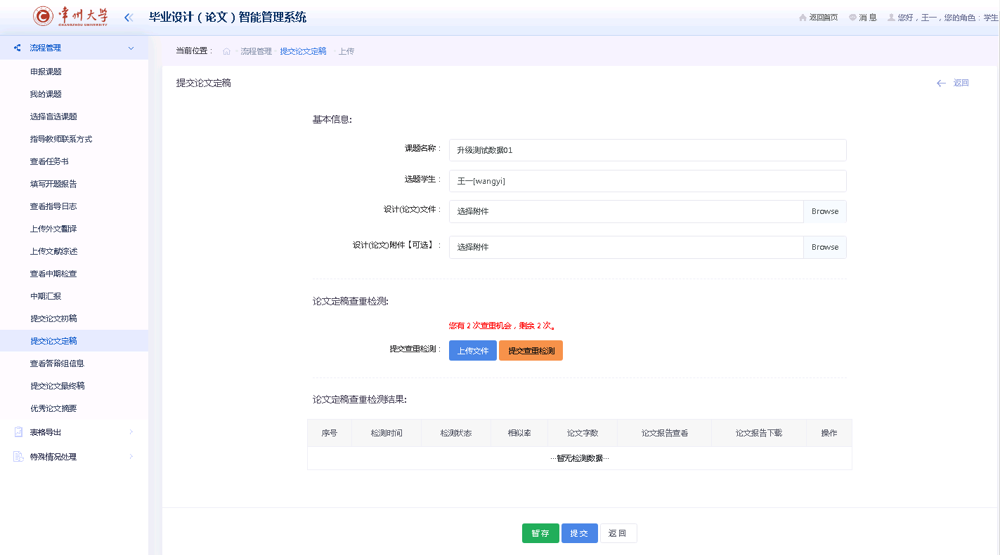 常州大学
CHANGZHOU UNIVERSITY
毕业设计（论文）智能管理系统
返回首页 消 息 您好，王一，您的角色：学生
流程管理
申报课题
我的课题
选择盲选课题
指导教师联系方式
查看任务书
填写开题报告
查看指导日志
上传外文翻译
上传文献综述
查看中期检查
中期汇报
提交论文初稿
提交论文定稿
查看答辩组信息
提交论文最终稿
优秀论文摘要
表格导出
特殊情况处理
当前位置： 流程管理 提交论文定稿 上传
提交论文定稿 返回
基本信息:
课题名称： 升级测试数据01
选题学生： 王一[wangyi]
设计(论文)文件： 选择附件 Browse
设计(论文)附件【可选】： 选择附件 Browse
论文定稿查重检测:
您有 2 次查重机会，剩余 2 次。
提交查重检测： 上传文件 提交查重检测
论文定稿查重检测结果:
序号 检测时间 检测状态 相似率 论文字数 论文报告查看 论文报告下载 操作
···暂无检测数据···
暂 存 提 交 返 回